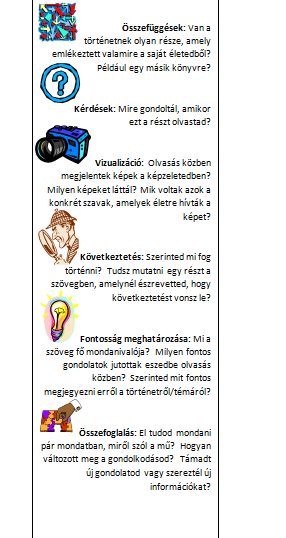 Összefüggések: Van a
történetnek olyan része, amely
emlékeztett valamire a saját életedből?
Például egy másik könyvre?
Kérdések: Mire gondoltál, amikor
ezt a részt olvastad?
Vizualizáció: Olvasás közben
megjelentek képek a képzeletedben?
Milyen képeket láttál? Mik voltak azok a
konkrét szavak, amelyek életre hívták a
képet?
Következtetés: Szerinted mi fog
történni? Tudsz mutatni egy részt a
szövegben, amelynél észrevetted, hogy
következtetést vonsz le?
Fontosság meghatározása: Mi a
szöveg fő mondanivalója? Milyen fontos
gondolatok jutottak eszedbe olvasás
közben? Szerinted mit fontos
megjegyezni erről a történetről/témáról?
Összefoglalás: El tudod mondani
pár mondatban, miről szól a mű? Hogyan
változott meg a gondolkodásod? Támadt
új gondolatod vagy szereztél új
információkat?